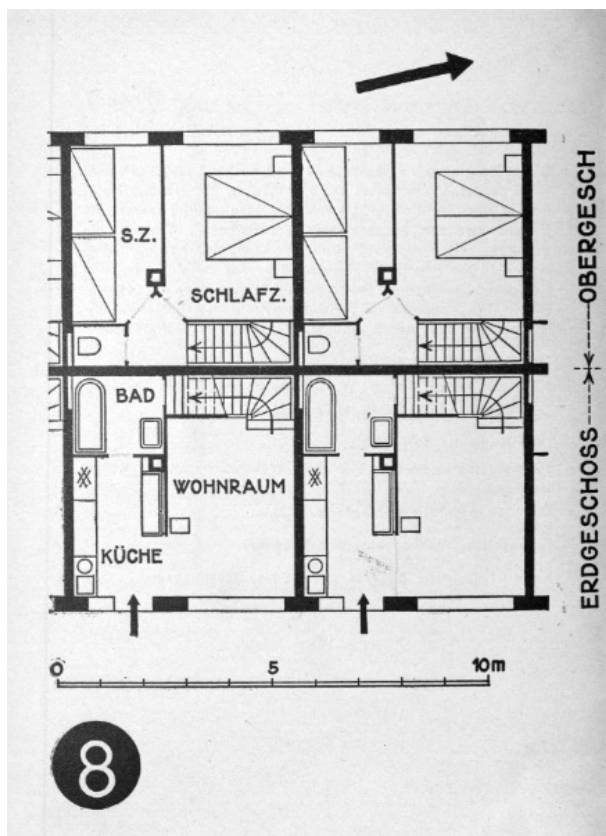 S.Z.
SCHLAFZ.
OBERGESCH
BAD
WOHNRAUM
KÜCHE
ERDGESCHOSS
0 5 10m
8